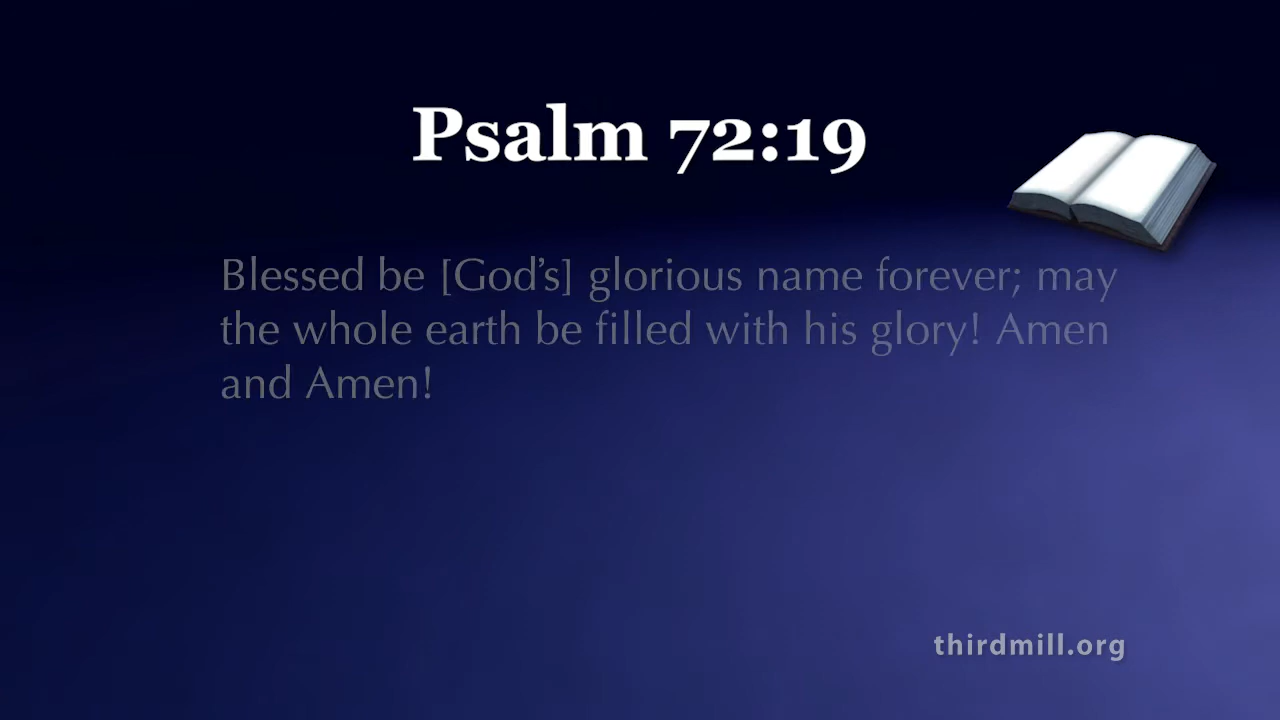 Psalm 72:19
Blessed be [God’s] glorious name forever; may
the whole earth be filled with his glory! Amen
and Amen!
thirdmill.org